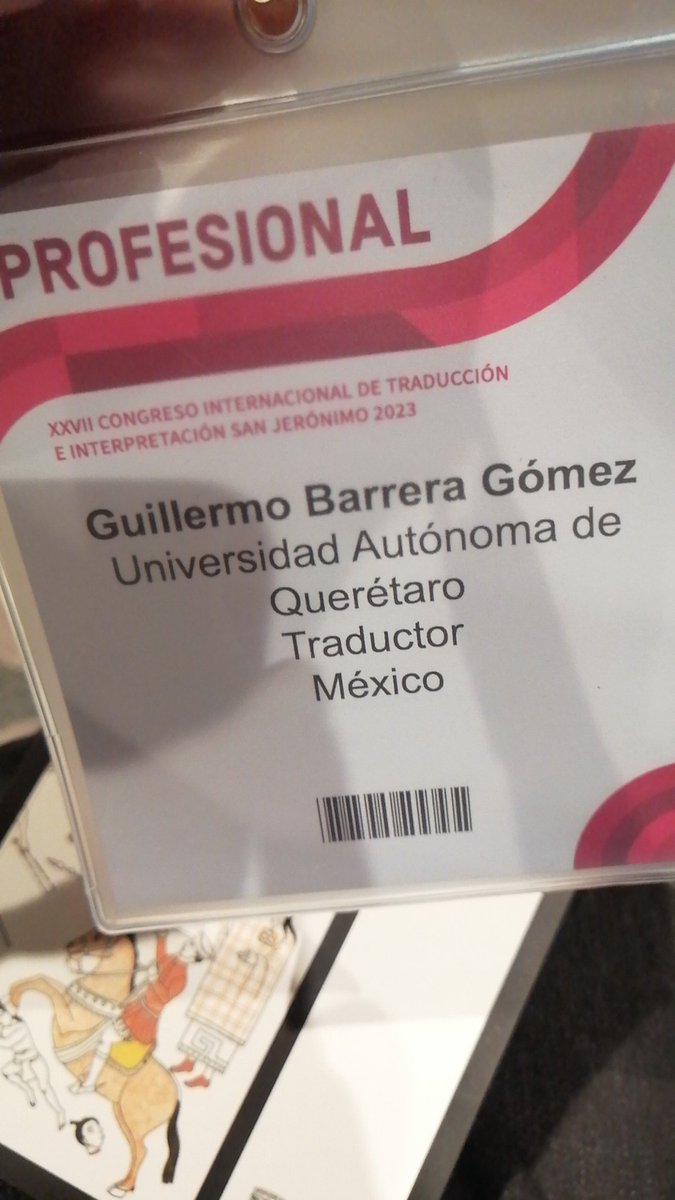 PROFESIONAL
XXVII CONGRESO INTERNACIONAL DE TRADUCCIÓN
E INTERPRETACIÓN SAN JERÓNIMO 2023
Guillermo Barrera Gómez
Universidad Autónoma de
Querétaro
Traductor
México